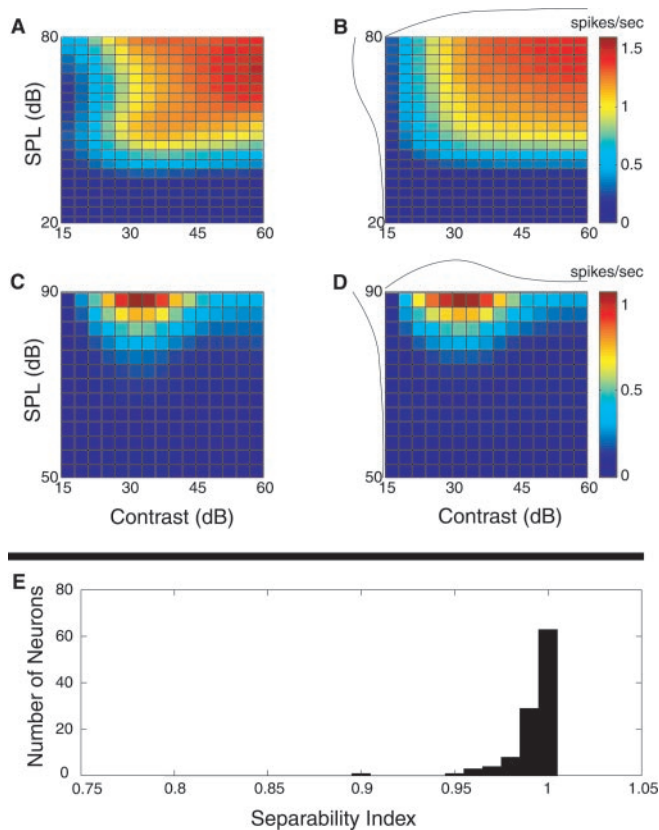 A
B
spikes/sec
80
SPL (dB)
20
15 30 45 60
80
20
15 30 45 60
1.5
1
0.5
0
C
D
spikes/sec
90
SPL (dB)
50
15 30 45 60
Contrast (dB)
90
50
15 30 45 60
Contrast (dB)
1
0.5
0
E
80
60
40
20
0
Number of Neurons
0.75 0.8 0.85 0.9 0.95 1 1.05
Separability Index